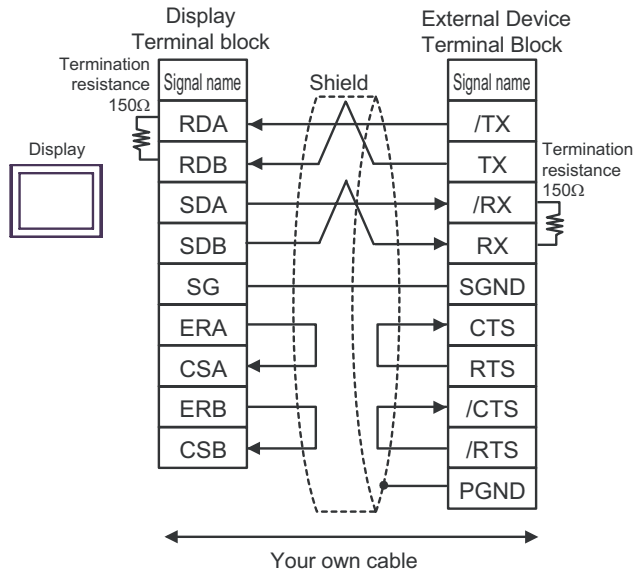 Display
Terminal block
External Device
Terminal Block
Termination
resistance
150Ω
Signal name
Shield
Signal name
RDA
/TX
Display
RDB
TX
Termination
resistance
150Ω
SDA
/RX
SDB
RX
SG
SGND
ERA
CTS
CSA
RTS
ERB
/CTS
CSB
/RTS
PGND
Your own cable